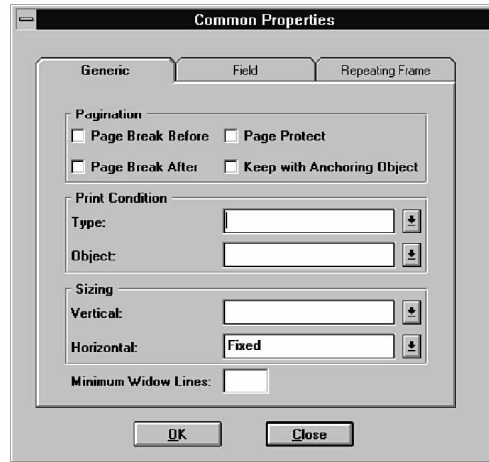 Common Properties
Generic Field Repeating Frame
Pagination
Page Break Before Page Protect
Page Break After Keep with Anchoring Object
Print Condition
Type:
Object:
Sizing
Vertical:
Horizontal: Fixed
Minimum Widow Lines:
OK Close